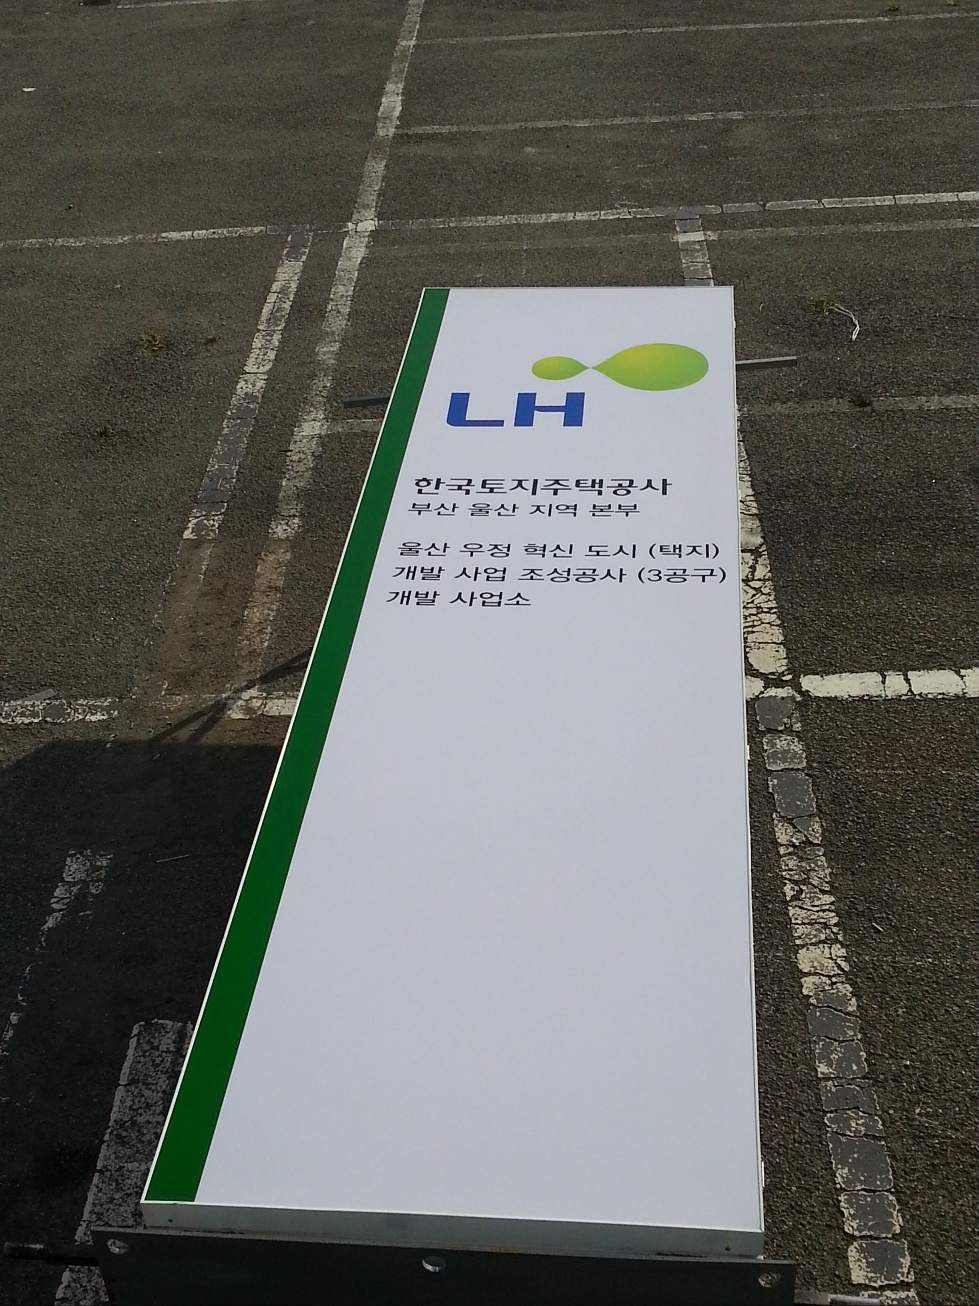 LH
한국토지주택공사
부산 울산 지역 본부
울산 우정 혁신 도시 (택지)
개발 사업 조성공사 (3공구)
개발 사업소